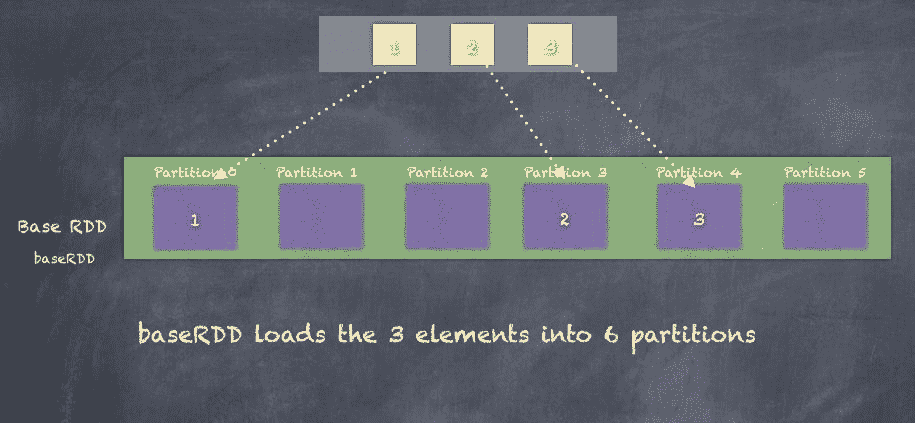 1 2 3
Partition 0 Partition 1 Partition 2 Partition 3 Partition 4 Partition 5
1 2 3
Base RDD
baseRDD
baseRDD loads the 3 elements into 6 partitions